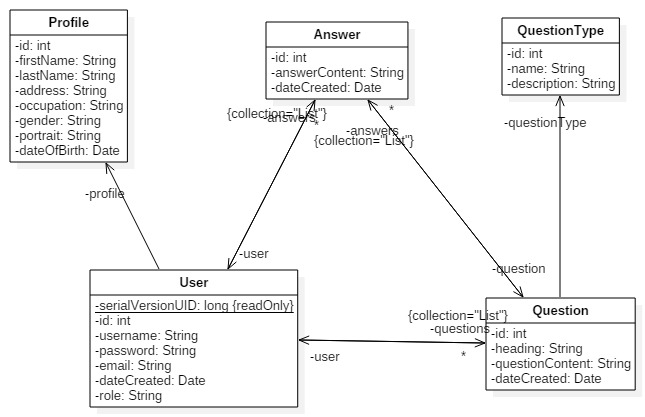 Profile
-id: int
-firstName: String
-lastName: String
-address: String
-occupation: String
-gender: String
-portrait: String
-dateOfBirth: Date
Answer
-id: int
-answerContent: String
-dateCreated: Date
QuestionType
-id: int
-name: String
-description: String
{collection="List"}
-answers
*
*
-answers
{collection="List"}
-questionType
-profile
-user
-question
User
-serialVersionUID: long {readOnly}
-id: int
-username: String
-password: String
-email: String
-dateCreated: Date
-role: String
{collection="List"}
-questions
-user
*
Question
-id: int
-heading: String
-questionContent: String
-dateCreated: Date